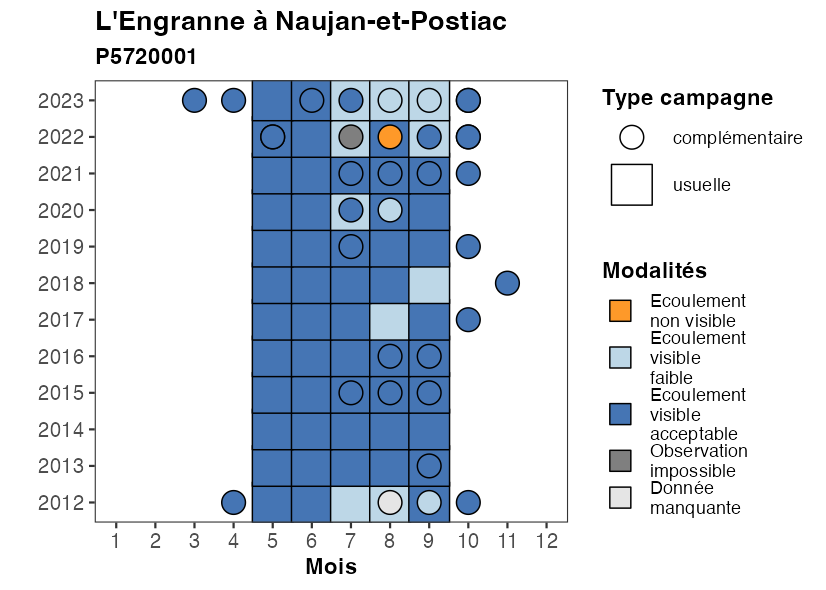 L'Engranne à Naujan-et-Postiac
P5720001
2023
2022
2021
2020
2019
2018
2017
2016
2015
2014
2013
2012
1 2 3 4 5 6 7 8 9 10 11 12
Mois
Type campagne
complémentaire
usuelle
Modalités
Ecoulement
non visible
Ecoulement
visible
faible
Ecoulement
visible
acceptable
Observation
impossible
Donnée
manquante